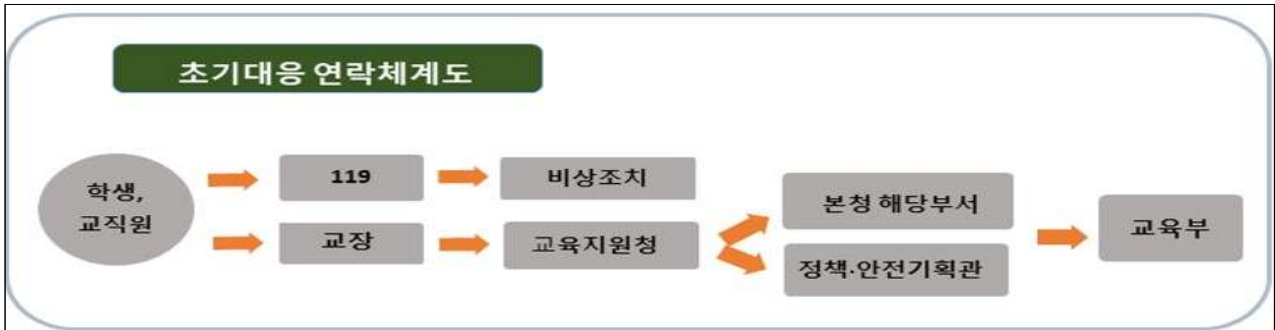 초기대응 연락체계도
학생,
교직원
119
비상조치
교장
교육지원청
본청 해당부서
정책·안전기획관
교육부